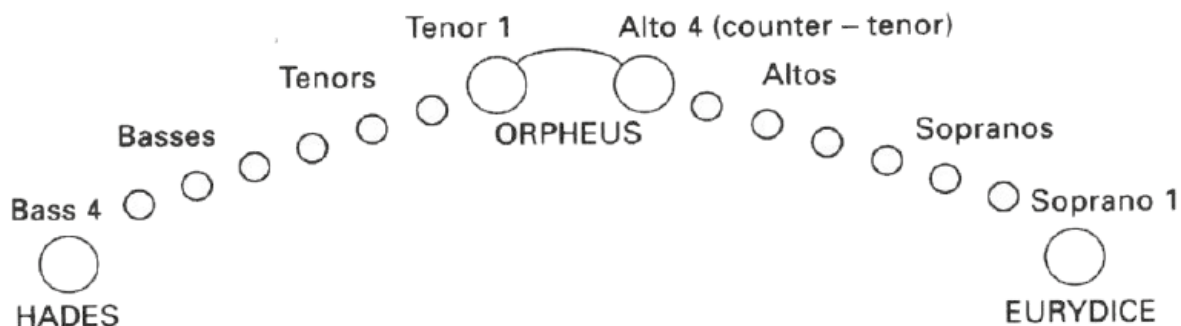 Tenor 1 Alto 4 (counter – tenor)
Tenors Altos
ORPHEUS
Basses Sopranos
Bass 4 Soprano 1
HADES EURYDICE